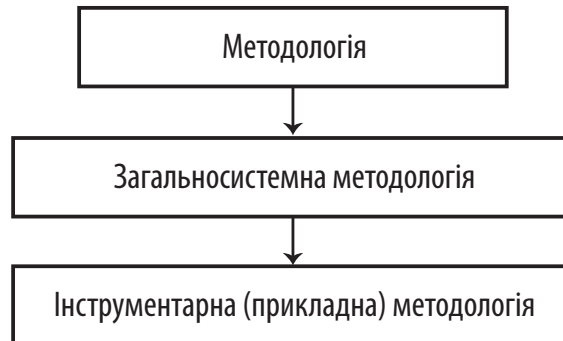 Методологія
Загальносистемна методологія
Інструментарна (прикладна) методологія